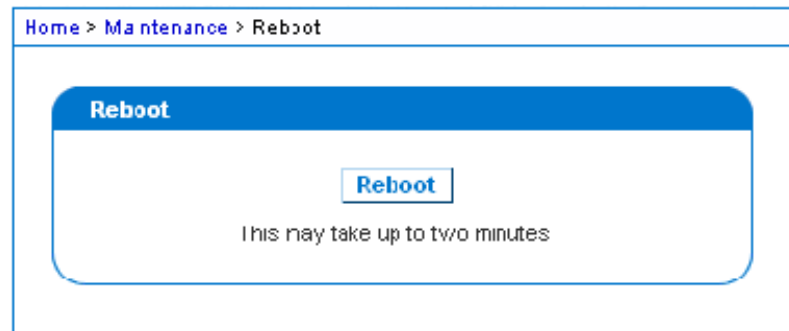 Home > Maintenance > Reboot
Reboot
Reboot
This may take up to two minutes